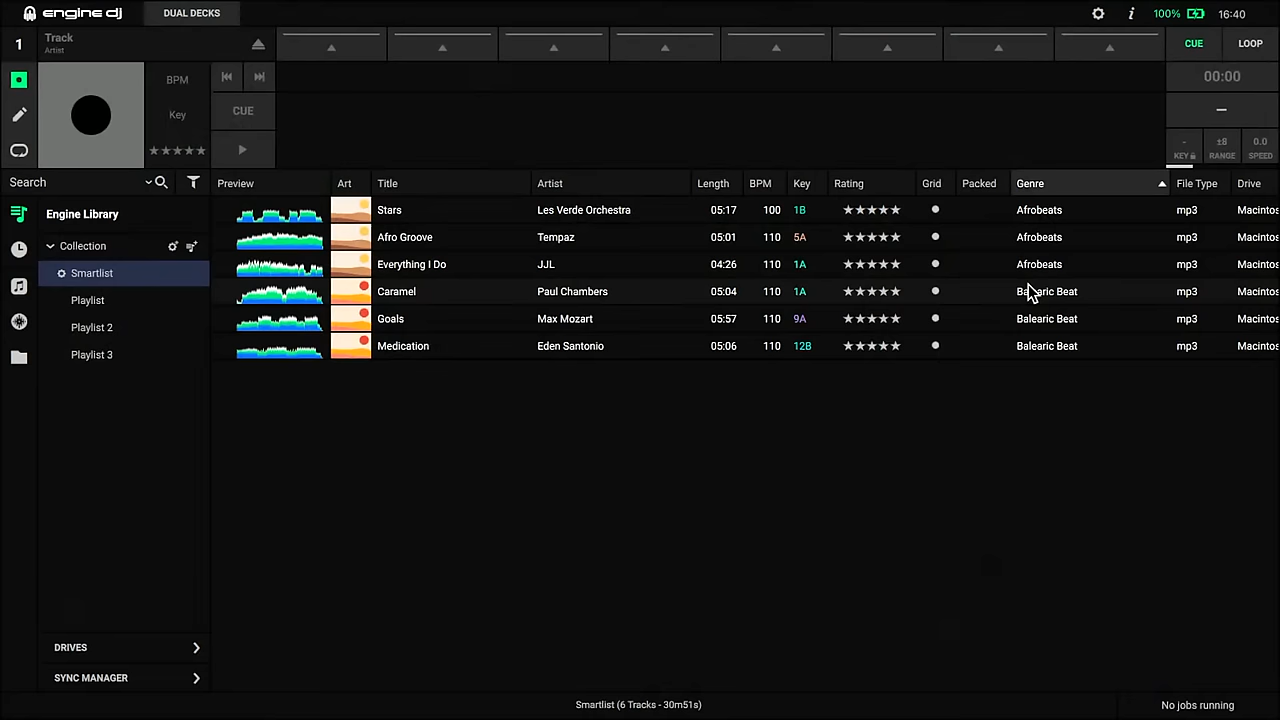 engine dj DUAL DECKS 100% 16:40
1 Track Artist CUE LOOP
BPM CUE 00:00
Key –
- KEY ±8 RANGE 0.0 SPEED
Search Preview Art Title Artist Length BPM Key Rating Grid Packed Genre File Type Drive
Engine Library
Collection
Smartlist
Playlist
Playlist 2
Playlist 3
Stars Les Verde Orchestra 05:17 100 1B Afrobeats mp3 Macintos
Afro Groove Tempaz 05:01 110 5A Afrobeats mp3 Macintos
Everything I Do JJL 04:26 110 1A Afrobeats mp3 Macintos
Caramel Paul Chambers 05:04 110 1A Balearic Beat mp3 Macintos
Goals Max Mozart 05:57 110 9A Balearic Beat mp3 Macintos
Medication Eden Santonio 05:06 110 12B Balearic Beat mp3 Macintos
DRIVES
SYNC MANAGER
Smartlist (6 Tracks - 30m51s) No jobs running